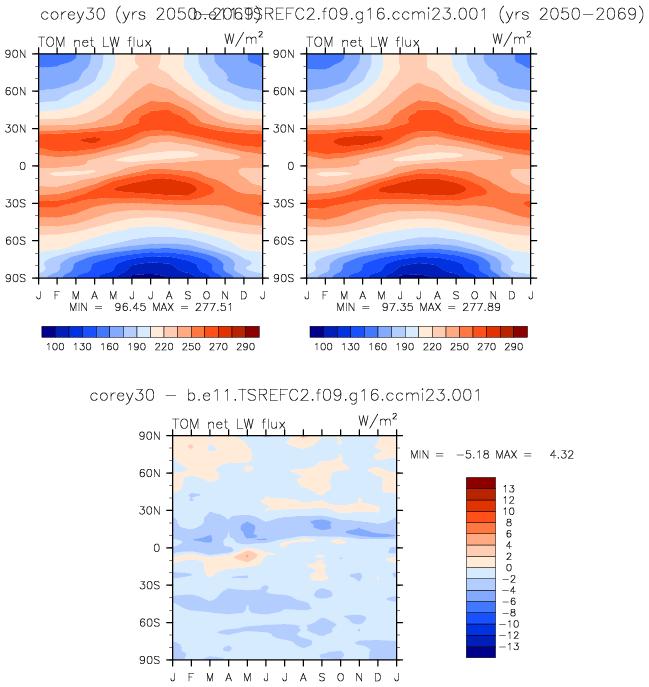 corey30 (yrs 2050−2069) b.e11.TSREFC2.f09.g16.ccmi23.001 (yrs 2050−2069)
TOM net LW flux W/m² TOM net LW flux W/m²
90N 90N
60N 60N
30N 30N
0 0
30S 30S
60S 60S
90S 90S
J F M A M J J A S O N D J J F M A M J J A S O N D J
MIN = 96.45 MAX = 277.51 MIN = 97.35 MAX = 277.89
100 130 160 190 220 250 270 290 100 130 160 190 220 250 270 290
corey30 − b.e11.TSREFC2.f09.g16.ccmi23.001
TOM net LW flux W/m²
90N
MIN = −5.18 MAX = 4.32
60N
30N
0
30S
60S
90S
J F M A M J J A S O N D J
13
12
10
8
6
4
2
0
−2
−4
−6
−8
−10
−12
−13